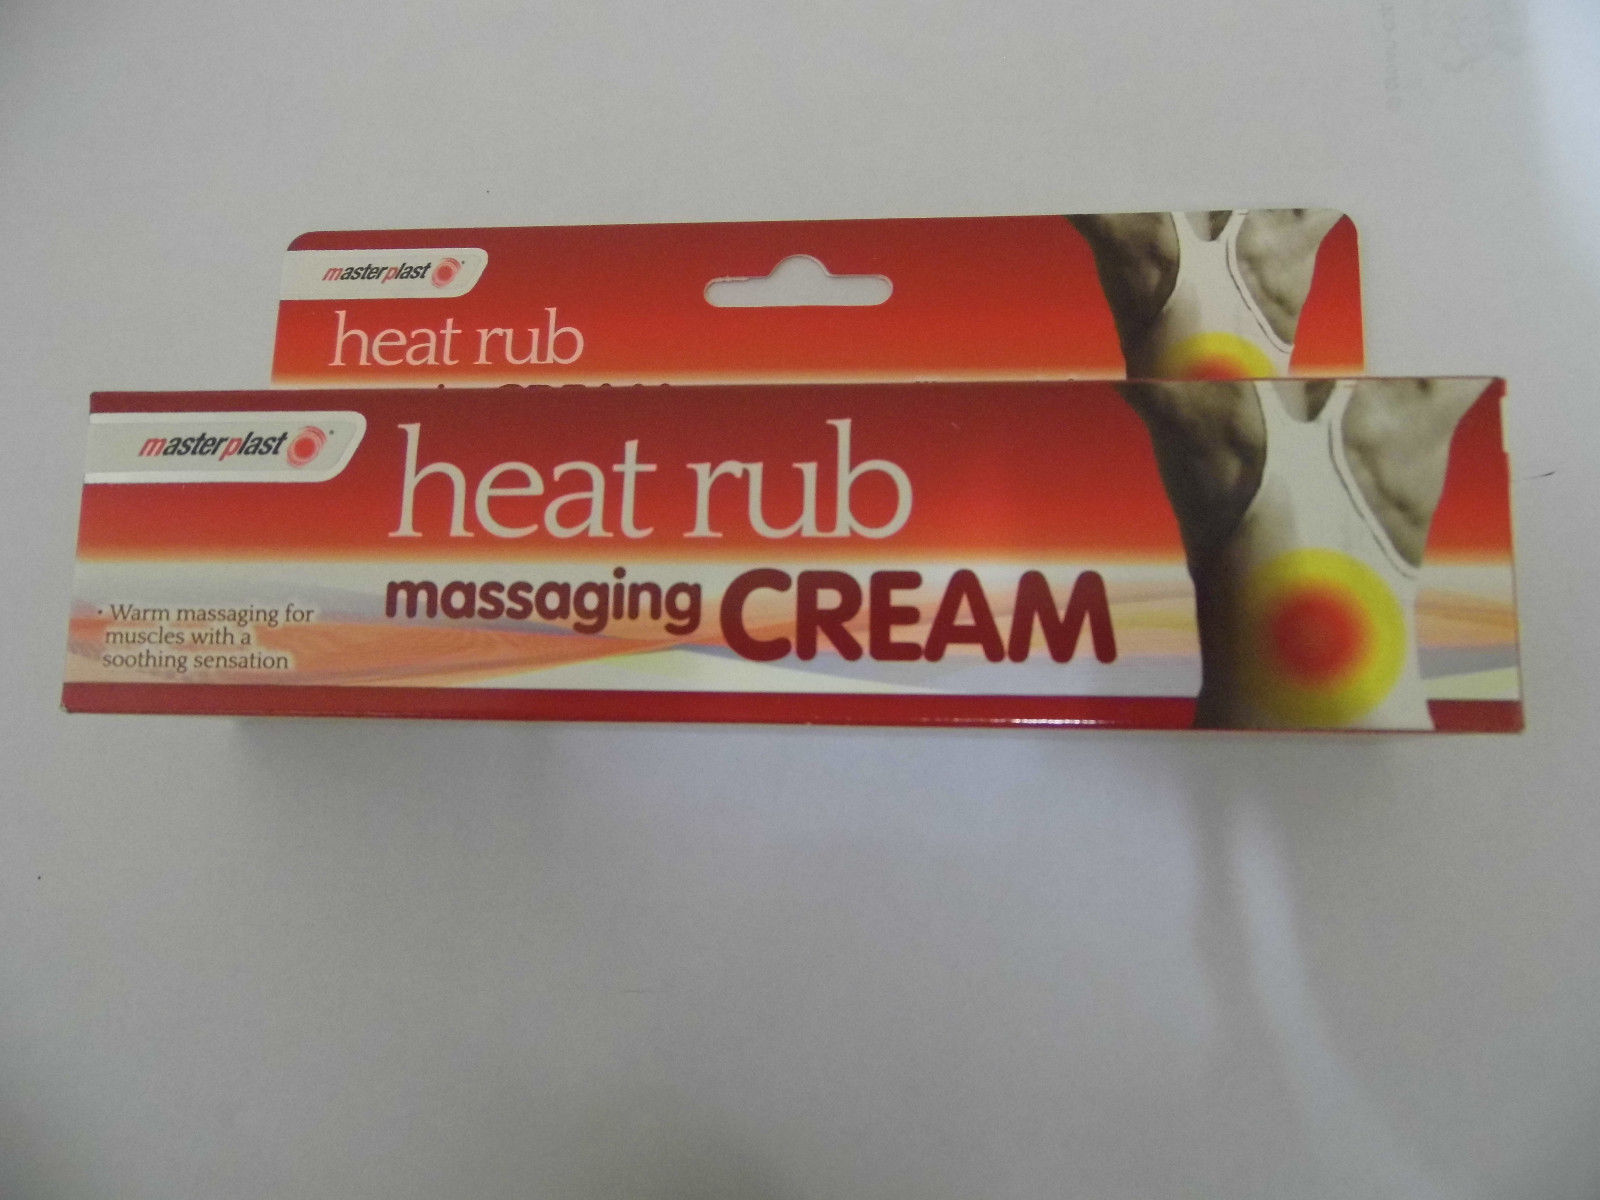 masterplast
heat rub
masterplast
heat rub
massaging CREAM
· Warm massaging for
muscles with a
soothing sensation